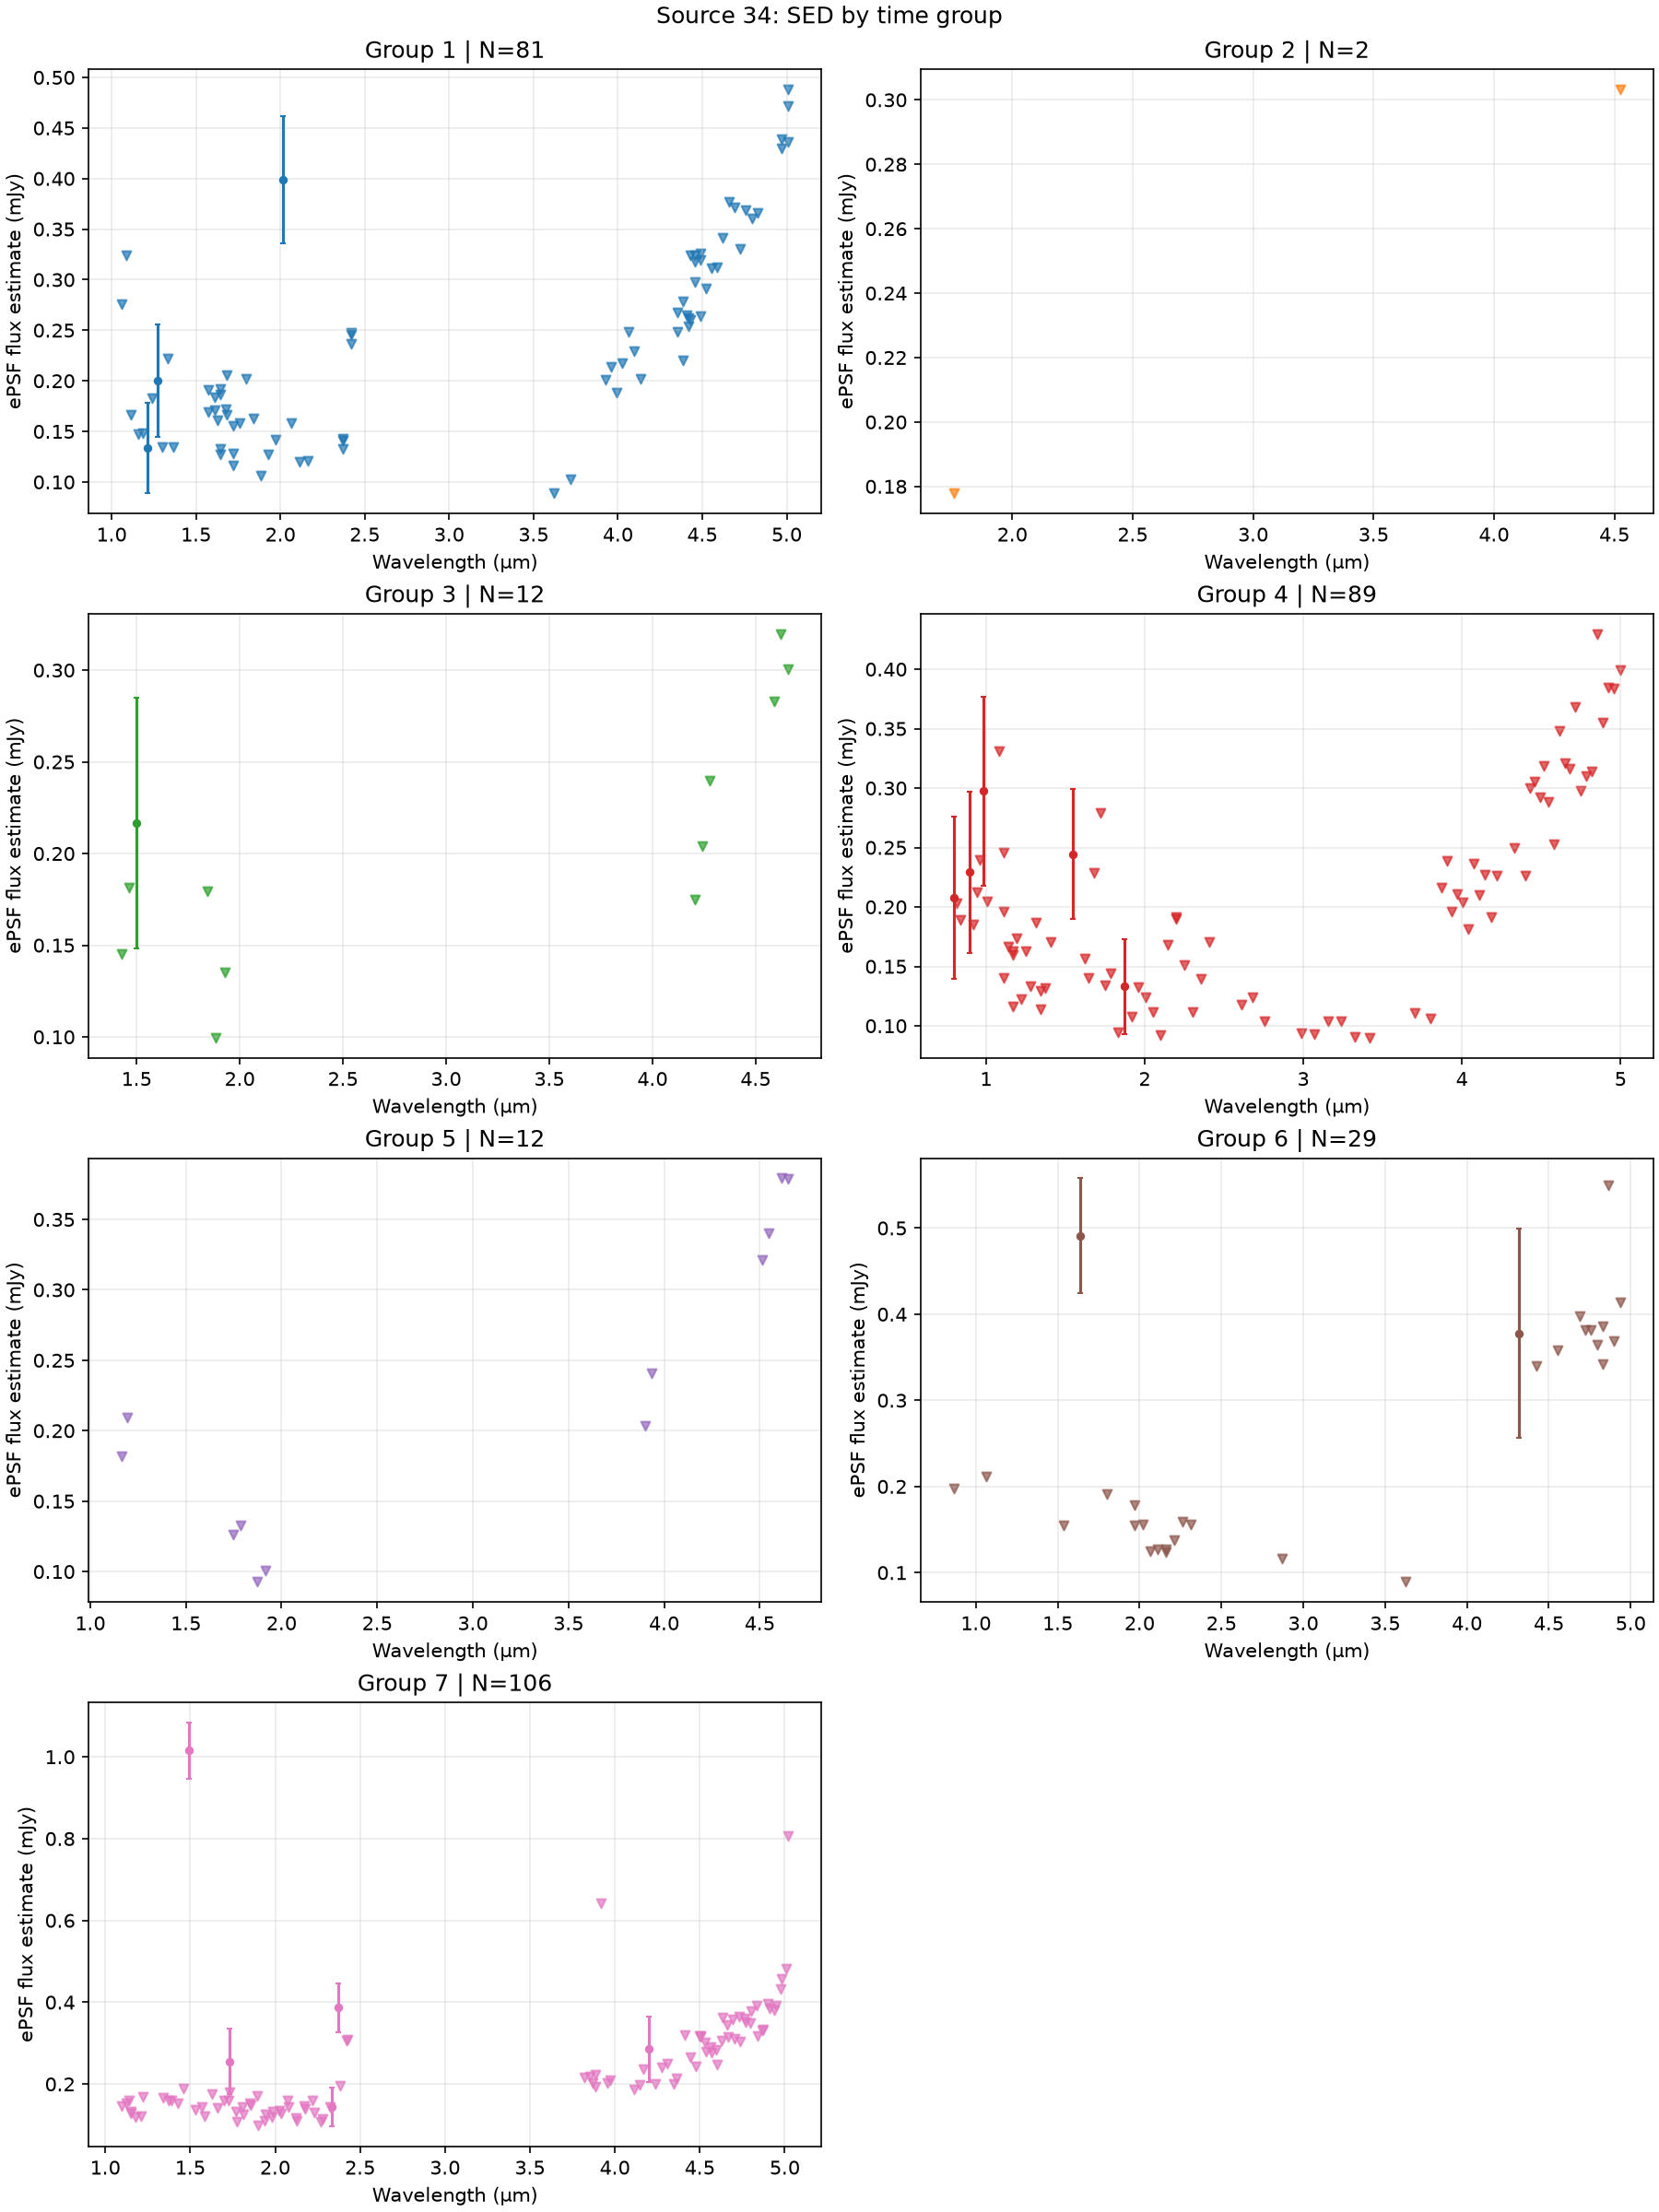 Source 34: SED by time group
Group 1 | N=81
0.50
0.45
0.40
0.35
0.30
0.25
0.20
0.15
0.10
ePSF flux estimate (mJy)
1.0 1.5 2.0 2.5 3.0 3.5 4.0 4.5 5.0
Wavelength (µm)
Group 2 | N=2
0.30
0.28
0.26
0.24
0.22
0.20
0.18
ePSF flux estimate (mJy)
2.0 2.5 3.0 3.5 4.0 4.5
Wavelength (µm)
Group 3 | N=12
0.30
0.25
0.20
0.15
0.10
ePSF flux estimate (mJy)
1.5 2.0 2.5 3.0 3.5 4.0 4.5
Wavelength (µm)
Group 4 | N=89
0.40
0.35
0.30
0.25
0.20
0.15
0.10
ePSF flux estimate (mJy)
1 2 3 4 5
Wavelength (µm)
Group 5 | N=12
0.35
0.30
0.25
0.20
0.15
0.10
ePSF flux estimate (mJy)
1.0 1.5 2.0 2.5 3.0 3.5 4.0 4.5
Wavelength (µm)
Group 6 | N=29
0.5
0.4
0.3
0.2
0.1
ePSF flux estimate (mJy)
1.0 1.5 2.0 2.5 3.0 3.5 4.0 4.5 5.0
Wavelength (µm)
Group 7 | N=106
1.0
0.8
0.6
0.4
0.2
ePSF flux estimate (mJy)
1.0 1.5 2.0 2.5 3.0 3.5 4.0 4.5 5.0
Wavelength (µm)